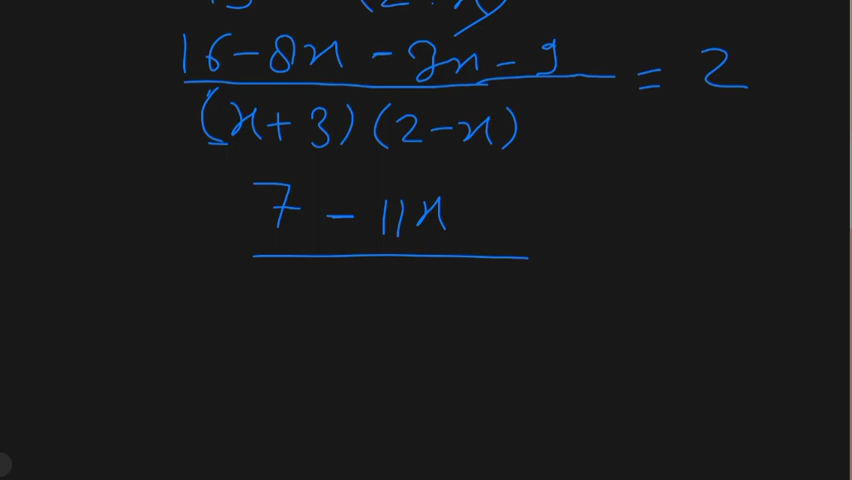 16-8x-3x-9
= 2
(x+3)(2-x)
7-11x